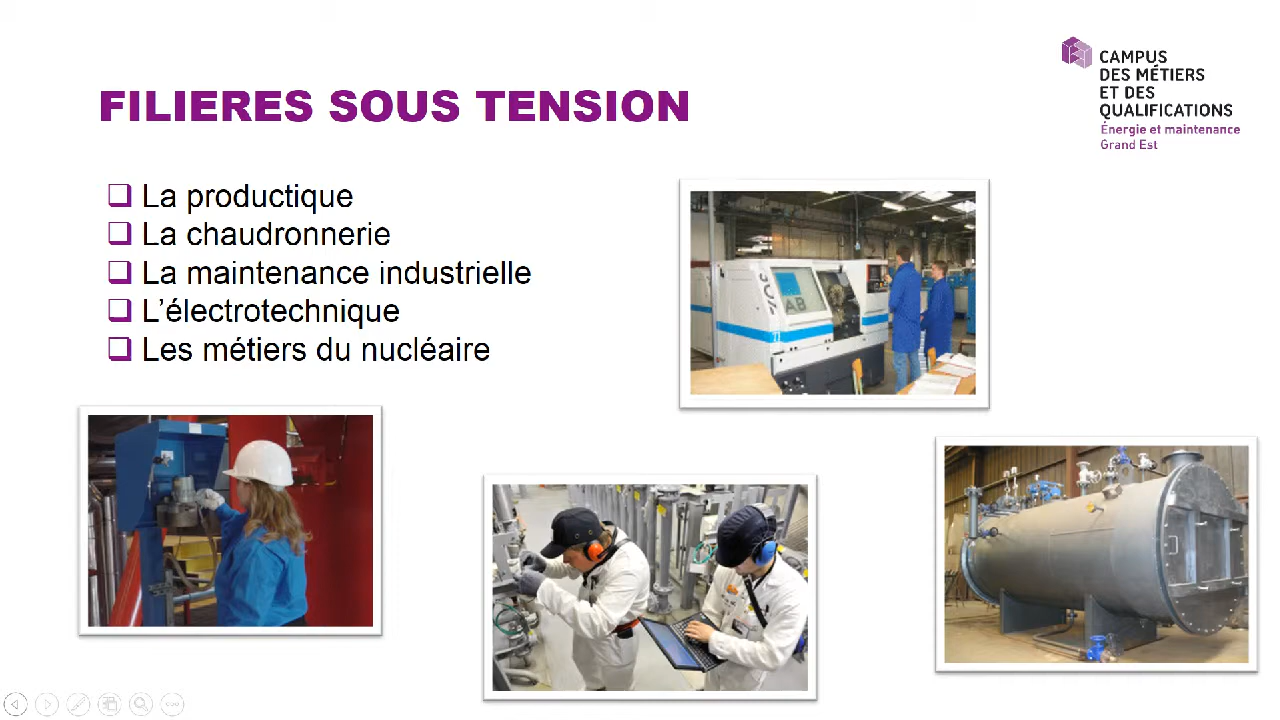 CAMPUS
DES MÉTIERS
ET DES
QUALIFICATIONS
Énergie et maintenance
Grand Est
FILIERES SOUS TENSION
La productique
La chaudronnerie
La maintenance industrielle
L'électrotechnique
Les métiers du nucléaire